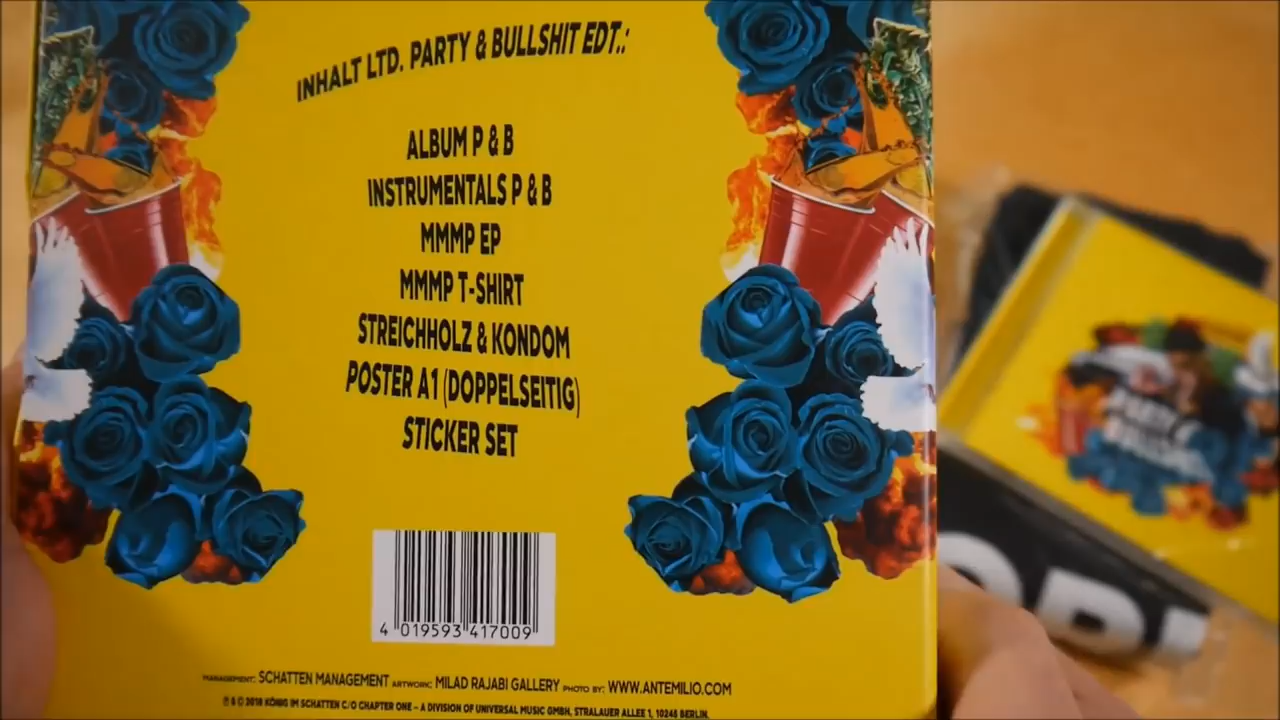 INHALT LTD. PARTY & BULLSHIT EDT.:
ALBUM P & B
INSTRUMENTALS P & B
MMMP EP
MMMP T-SHIRT
STREICHHOLZ & KONDOM
POSTER A1 (DOPPELSEITIG)
STICKER SET
4 019593 417009
MANAGEMENT: SCHATTEN MANAGEMENT ARTWORK: MILAD RAJABI GALLERY PHOTO BY: WWW.ANTEMILIO.COM
℗ & © 2018 KÖNIG IM SCHATTEN C/O CHAPTER ONE – A DIVISION OF UNIVERSAL MUSIC GMBH, STRALAUER ALLEE 1, 10245 BERLIN.
PARTY &